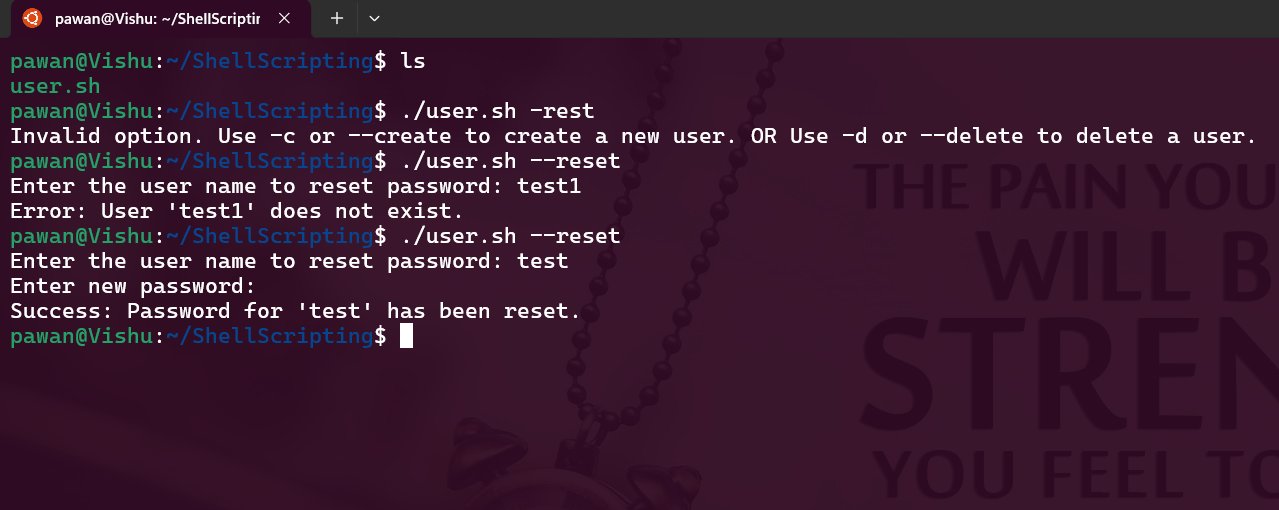 pawan@Vishu: ~/ShellScriptin
pawan@Vishu:~/ShellScripting$ ls
user.sh
pawan@Vishu:~/ShellScripting$ ./user.sh -rest
Invalid option. Use -c or --create to create a new user. OR Use -d or --delete to delete a user.
pawan@Vishu:~/ShellScripting$ ./user.sh --reset
Enter the user name to reset password: test1
Error: User 'test1' does not exist.
pawan@Vishu:~/ShellScripting$ ./user.sh --reset
Enter the user name to reset password: test
Enter new password:
Success: Password for 'test' has been reset.
pawan@Vishu:~/ShellScripting$
THE PAIN YOU
WILL B
STREN
YOU FEEL TO